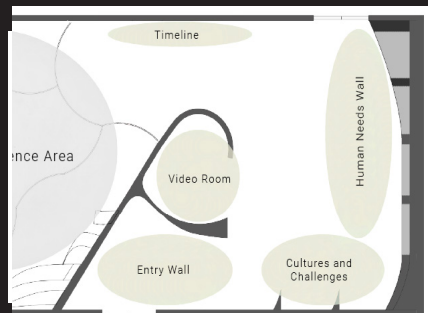 Timeline
Human Needs Wall
ence Area
Video Room
Entry Wall
Cultures and
Challenges